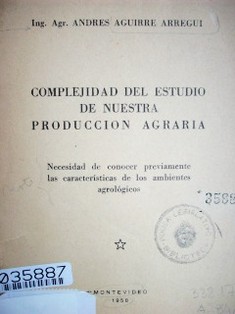 Ing. Agr. ANDRES AGUIRRE ARREGUI
COMPLEJIDAD DEL ESTUDIO
DE NUESTRA
PRODUCCION AGRARIA
Necesidad de conocer previamente
las características de los ambientes
agrológicos
3588
035887
MONTEVIDEO